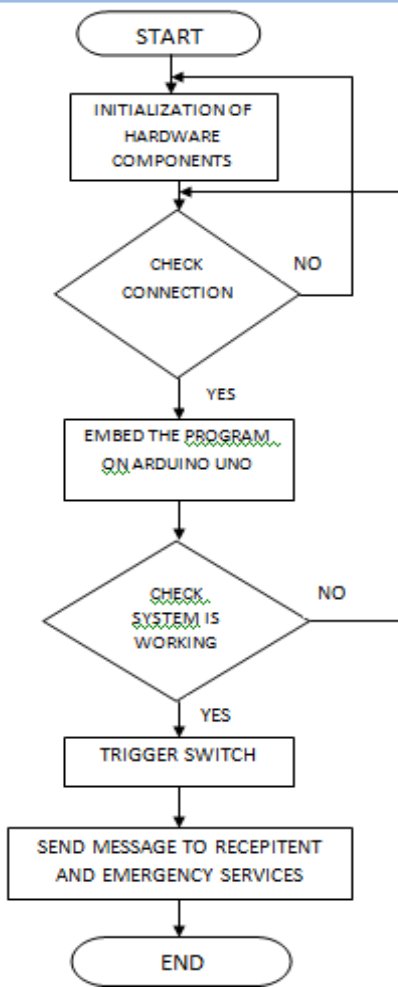 START
INITIALIZATION OF
HARDWARE
COMPONENTS
CHECK
CONNECTION
NO
YES
EMBED THE PROGRAM
ON ARDUINO UNO
CHECK
SYSTEM IS
WORKING
NO
YES
TRIGGER SWITCH
SEND MESSAGE TO RECEPITENT
AND EMERGENCY SERVICES
END